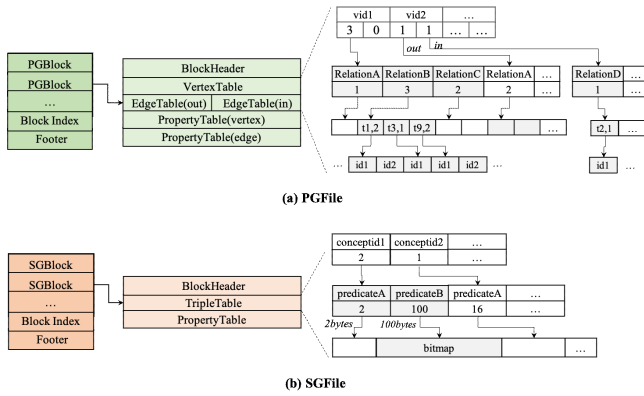 PGBlock
PGBlock
...
Block Index
Footer
BlockHeader
VertexTable
EdgeTable(out) EdgeTable(in)
PropertyTable(vertex)
PropertyTable(edge)
vid1 vid2 ...
3 0 1 1 ... ...
out in
RelationA RelationB RelationC RelationA ... RelationD ...
1 3 2 2 ... 1 ...
t1,2 t3,1 t9,2 ... t2,1 ...
... id1 id2 id1 id1 id2 ... id1 ...
(a) PGFile
SGBlock
SGBlock
...
Block Index
Footer
BlockHeader
TripleTable
PropertyTable
conceptid1 conceptid2 ...
2 1 ...
predicateA predicateB predicateA ...
2 100 16 ...
2bytes 100bytes
bitmap ...
(b) SGFile